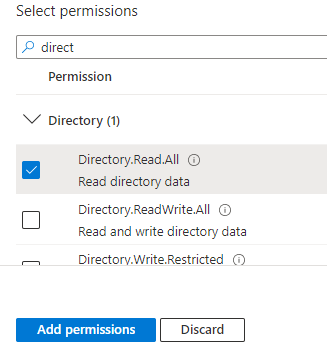 Select permissions
direct
Permission
Directory (1)
Directory.Read.All
Read directory data
Directory.ReadWrite.All
Read and write directory data
Directory.Write.Restricted
Add permissions
Discard